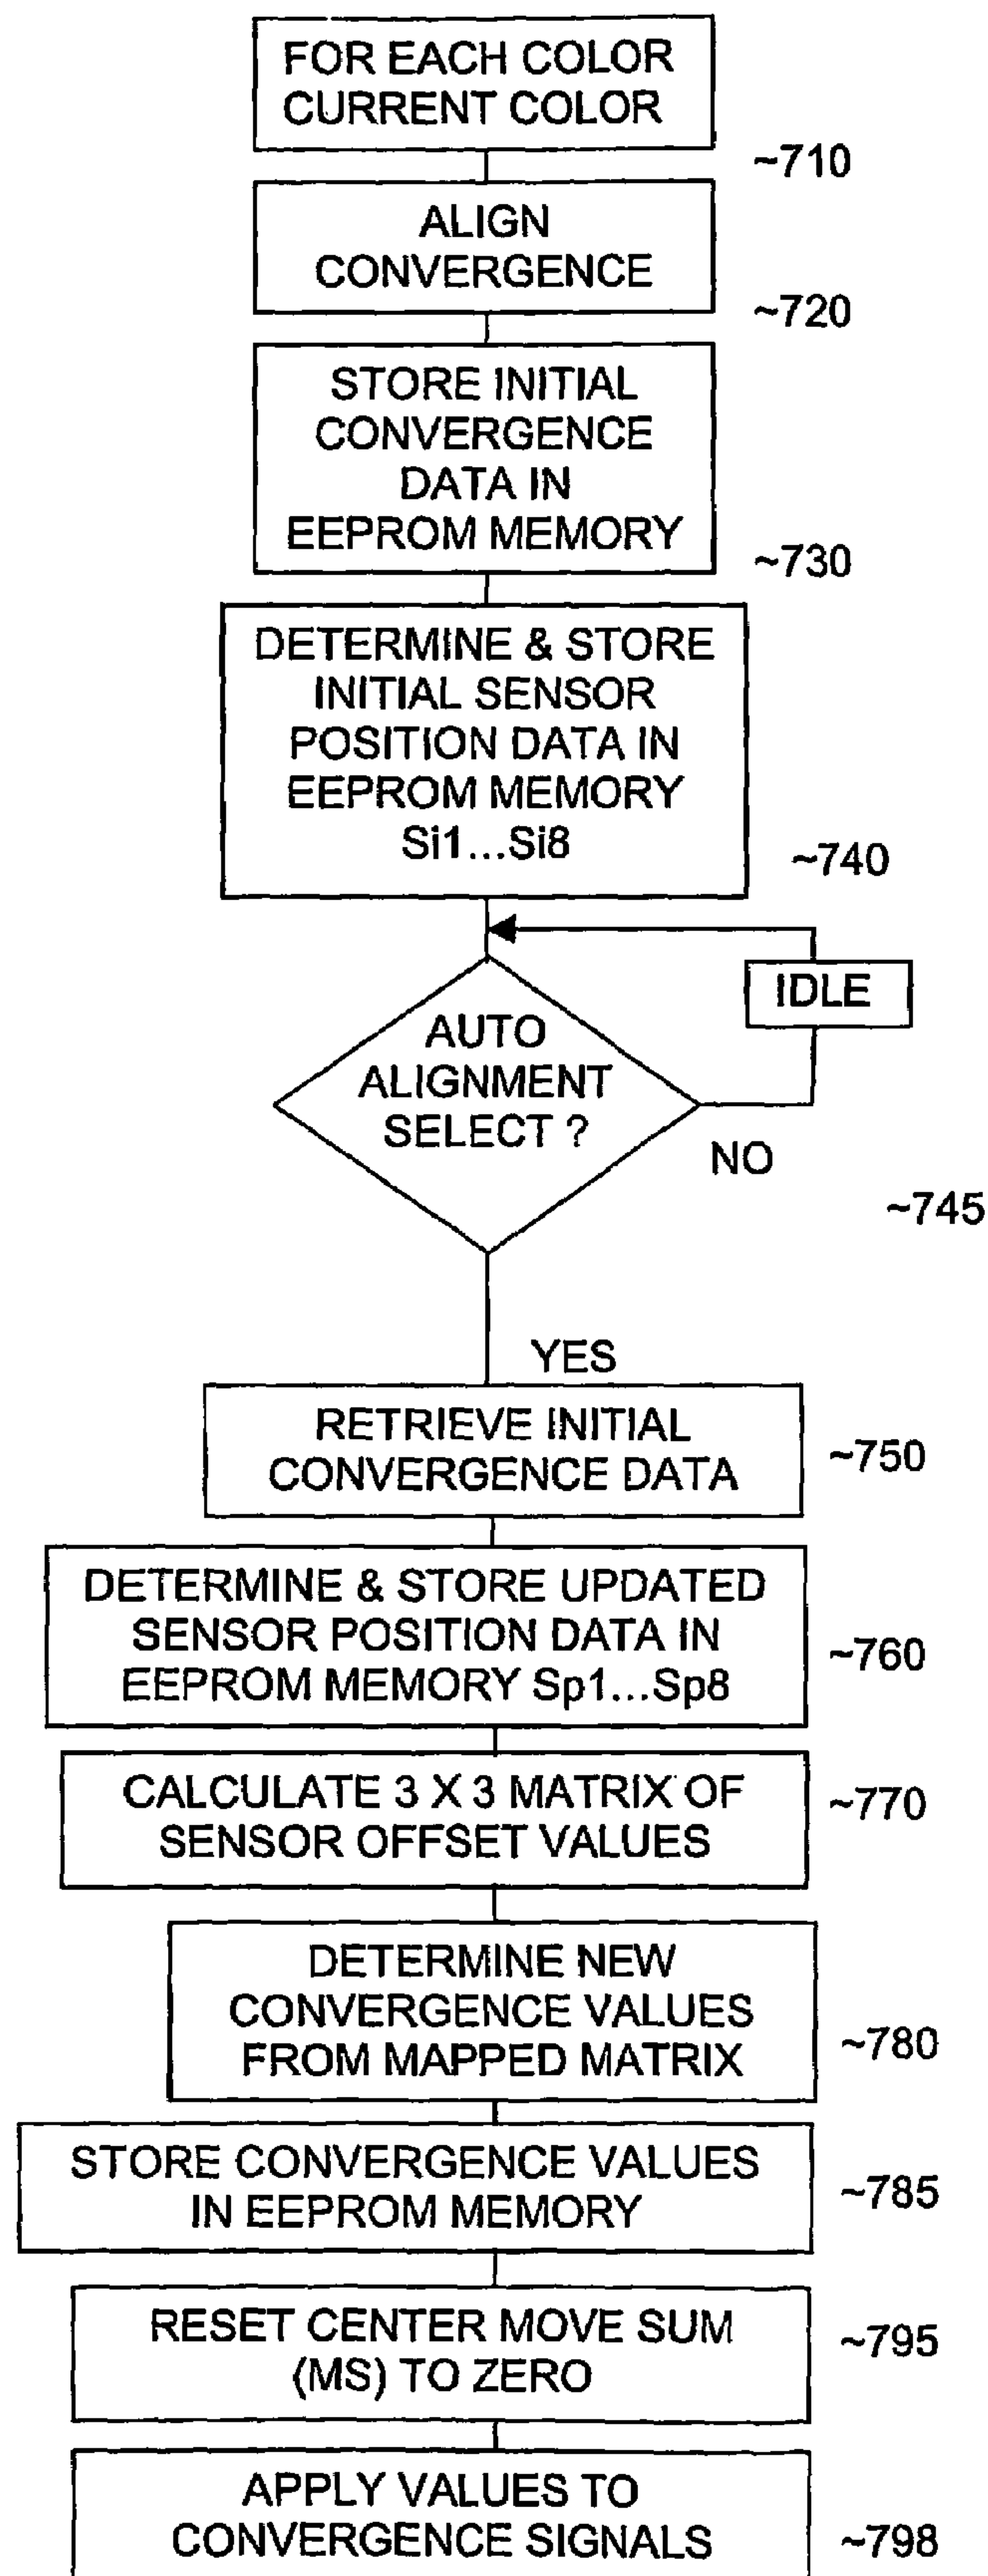 FOR EACH COLOR
CURRENT COLOR
~710
ALIGN
CONVERGENCE
~720
STORE INITIAL
CONVERGENCE
DATA IN
EEPROM MEMORY
~730
DETERMINE & STORE
INITIAL SENSOR
POSITION DATA IN
EEPROM MEMORY
Si1...Si8
~740
IDLE
AUTO
ALIGNMENT
SELECT ?
NO
~745
YES
RETRIEVE INITIAL
CONVERGENCE DATA
~750
DETERMINE & STORE UPDATED
SENSOR POSITION DATA IN
EEPROM MEMORY Sp1...Sp8
~760
CALCULATE 3 X 3 MATRIX OF
SENSOR OFFSET VALUES
~770
DETERMINE NEW
CONVERGENCE VALUES
FROM MAPPED MATRIX
~780
STORE CONVERGENCE VALUES
IN EEPROM MEMORY
~785
RESET CENTER MOVE SUM
(MS) TO ZERO
~795
APPLY VALUES TO
CONVERGENCE SIGNALS
~798